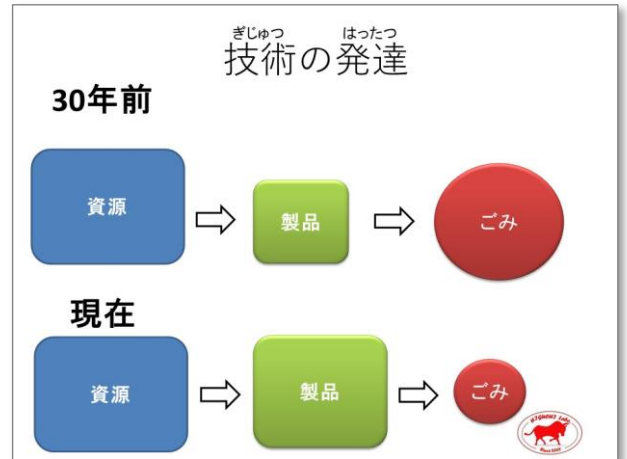 ぎじゅつ はったつ
技術の発達
30年前
資源
製品
ごみ
現在
資源
製品
ごみ